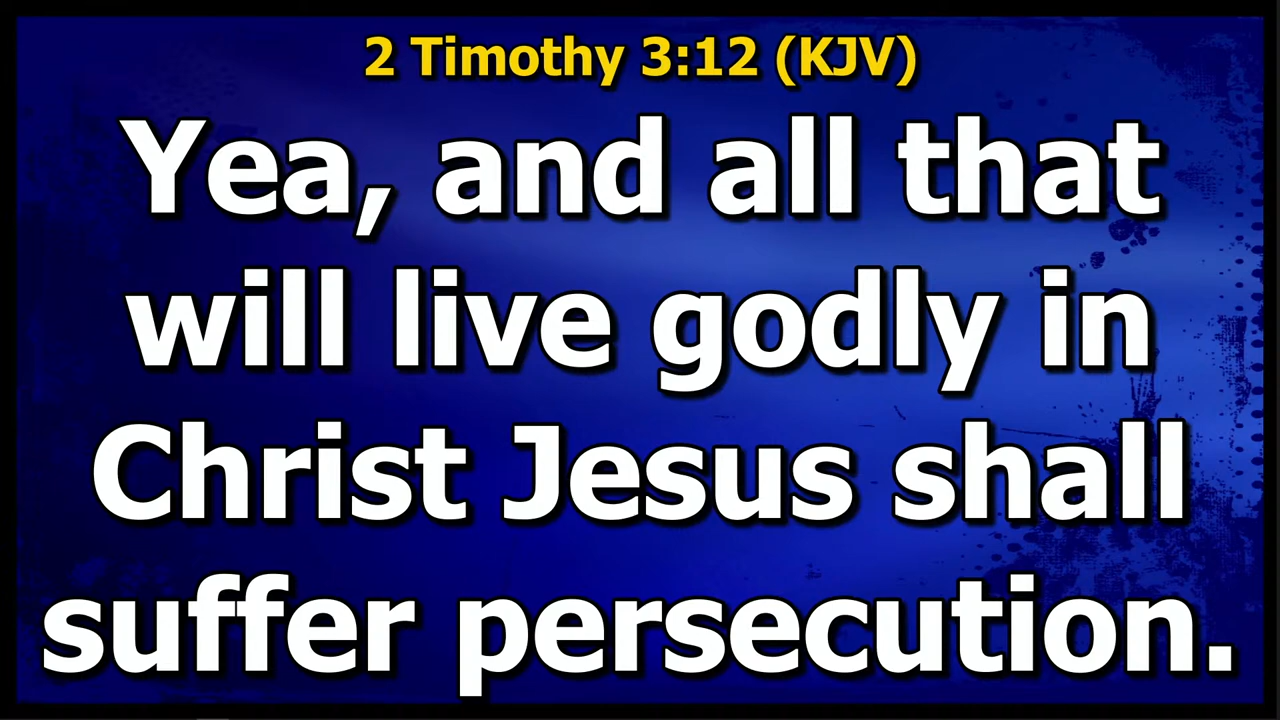 2 Timothy 3:12 (KJV)
Yea, and all that
will live godly in
Christ Jesus shall
suffer persecution.